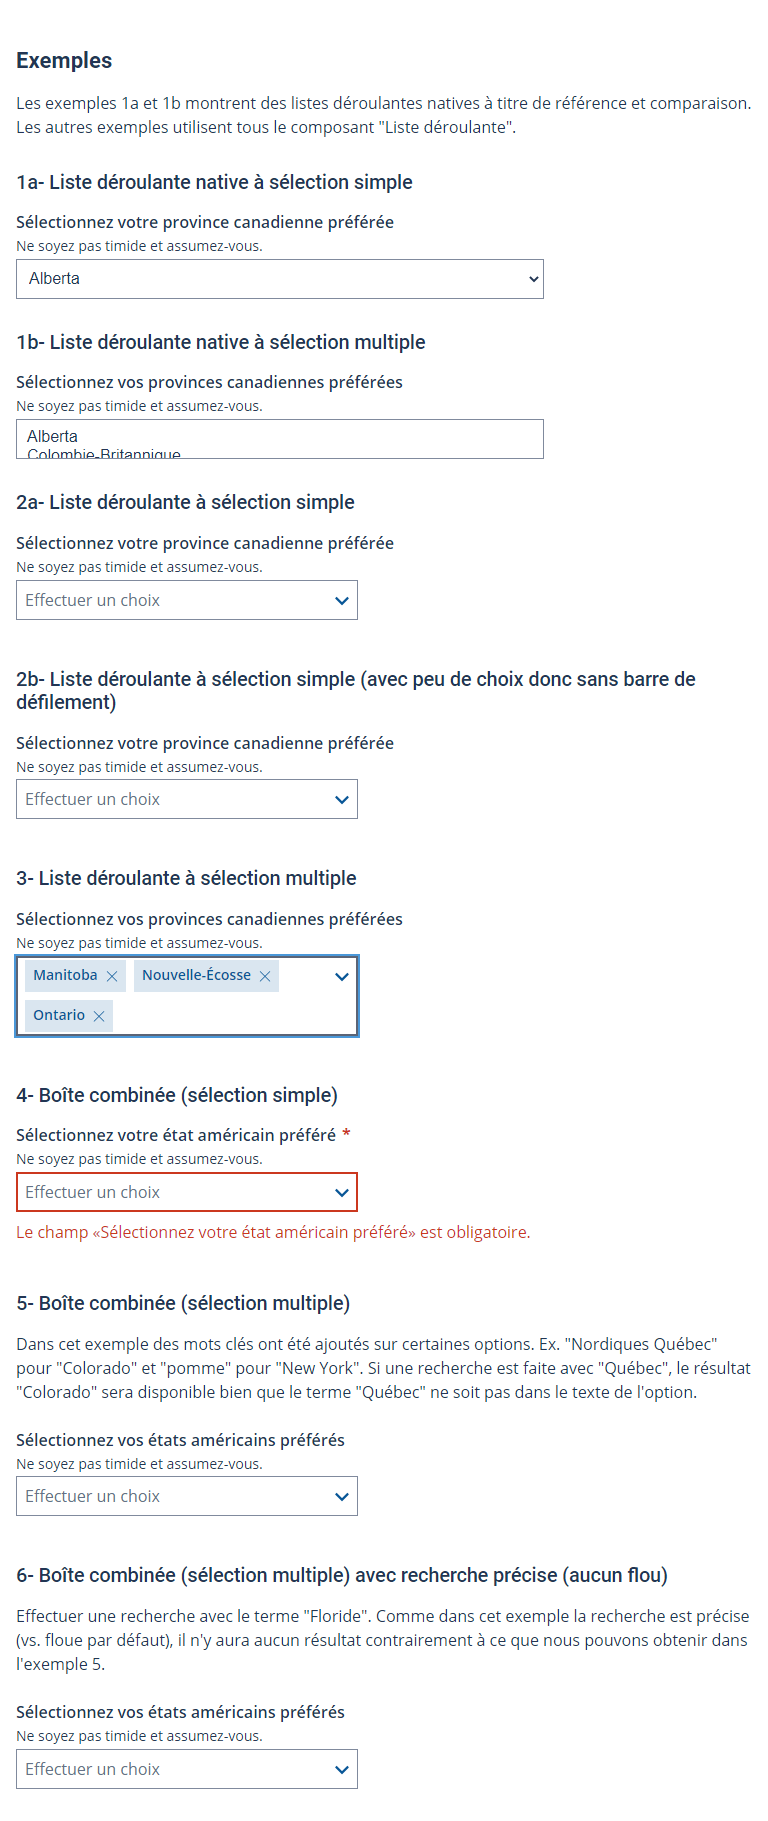 Exemples
Les exemples 1a et 1b montrent des listes déroulantes natives à titre de référence et comparaison.
Les autres exemples utilisent tous le composant "Liste déroulante".
1a- Liste déroulante native à sélection simple
Sélectionnez votre province canadienne préférée
Ne soyez pas timide et assumez-vous.
Alberta
1b- Liste déroulante native à sélection multiple
Sélectionnez vos provinces canadiennes préférées
Ne soyez pas timide et assumez-vous.
Alberta
Colombie-Britannique
2a- Liste déroulante à sélection simple
Sélectionnez votre province canadienne préférée
Ne soyez pas timide et assumez-vous.
Effectuer un choix
2b- Liste déroulante à sélection simple (avec peu de choix donc sans barre de
défilement)
Sélectionnez votre province canadienne préférée
Ne soyez pas timide et assumez-vous.
Effectuer un choix
3- Liste déroulante à sélection multiple
Sélectionnez vos provinces canadiennes préférées
Ne soyez pas timide et assumez-vous.
Manitoba Nouvelle-Écosse
Ontario
4- Boîte combinée (sélection simple)
Sélectionnez votre état américain préféré *
Ne soyez pas timide et assumez-vous.
Effectuer un choix
Le champ «Sélectionnez votre état américain préféré» est obligatoire.
5- Boîte combinée (sélection multiple)
Dans cet exemple des mots clés ont été ajoutés sur certaines options. Ex. "Nordiques Québec"
pour "Colorado" et "pomme" pour "New York". Si une recherche est faite avec "Québec", le résultat
"Colorado" sera disponible bien que le terme "Québec" ne soit pas dans le texte de l'option.
Sélectionnez vos états américains préférés
Ne soyez pas timide et assumez-vous.
Effectuer un choix
6- Boîte combinée (sélection multiple) avec recherche précise (aucun flou)
Effectuer une recherche avec le terme "Floride". Comme dans cet exemple la recherche est précise
(vs. floue par défaut), il n'y aura aucun résultat contrairement à ce que nous pouvons obtenir dans
l'exemple 5.
Sélectionnez vos états américains préférés
Ne soyez pas timide et assumez-vous.
Effectuer un choix